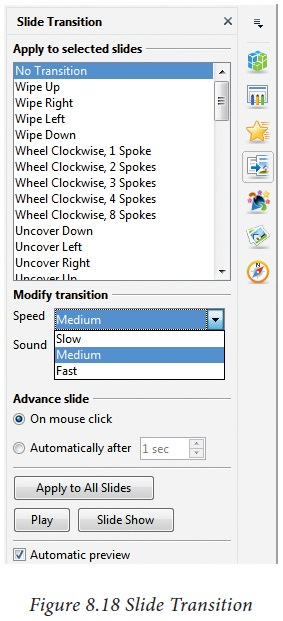 Slide Transition
Apply to selected slides
No Transition
Wipe Up
Wipe Right
Wipe Left
Wipe Down
Wheel Clockwise, 1 Spoke
Wheel Clockwise, 2 Spokes
Wheel Clockwise, 3 Spokes
Wheel Clockwise, 4 Spokes
Wheel Clockwise, 8 Spokes
Uncover Down
Uncover Left
Uncover Right
Uncover Up
Modify transition
Speed Medium
Sound Slow
Medium
Fast
Advance slide
On mouse click
Automatically after 1 sec
Apply to All Slides
Play Slide Show
Automatic preview
Figure 8.18 Slide Transition